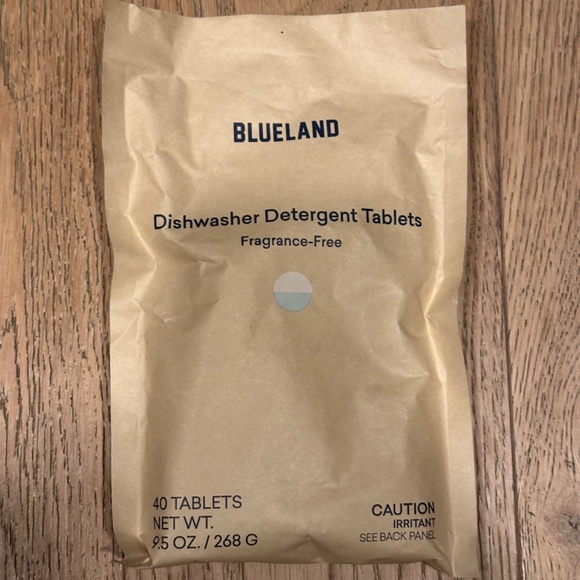 BLUELAND
Dishwasher Detergent Tablets
Fragrance-Free
40 TABLETS
NET WT.
9.5 OZ. / 268 G
CAUTION
IRRITANT
SEE BACK PANEL